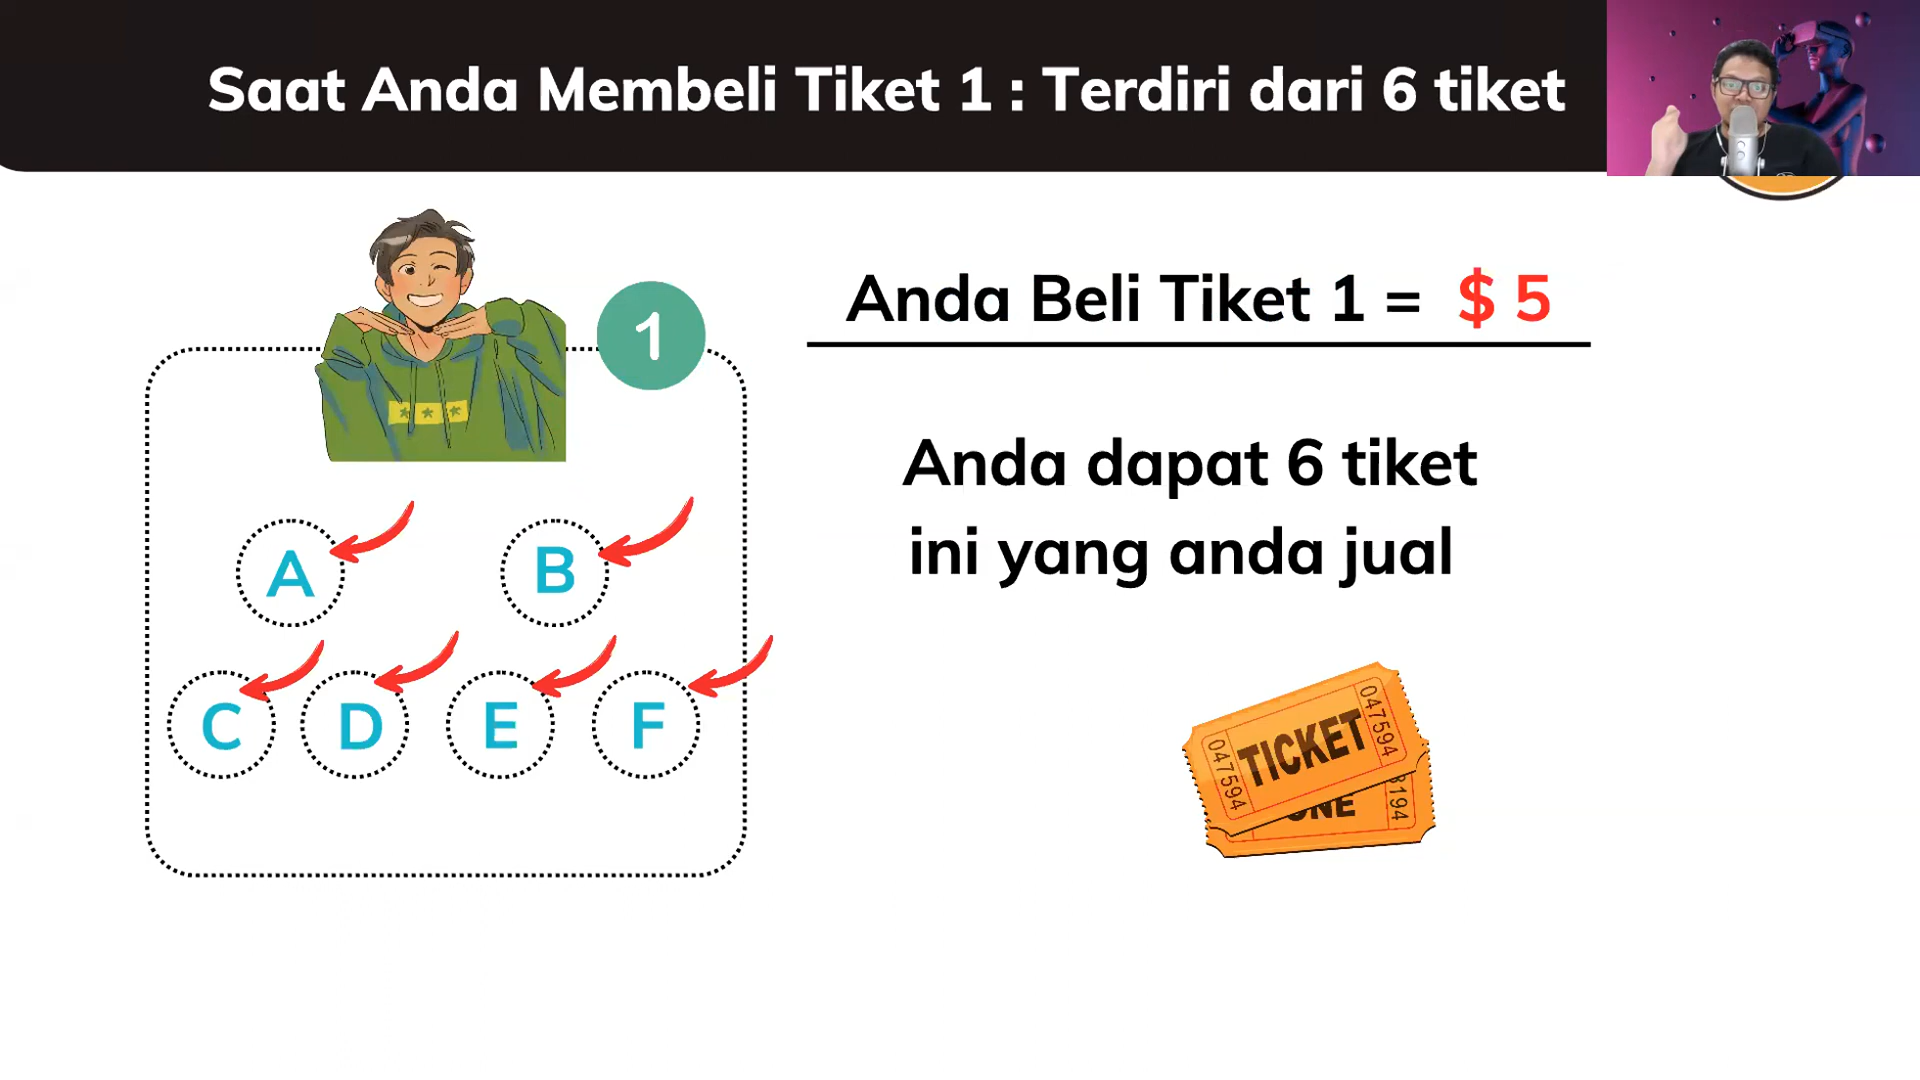 Saat Anda Membeli Tiket 1 : Terdiri dari 6 tiket
1
Anda Beli Tiket 1 = $ 5
Anda dapat 6 tiket
ini yang anda jual
A
B
C
D
E
F
047594
TICKET
047594
3194